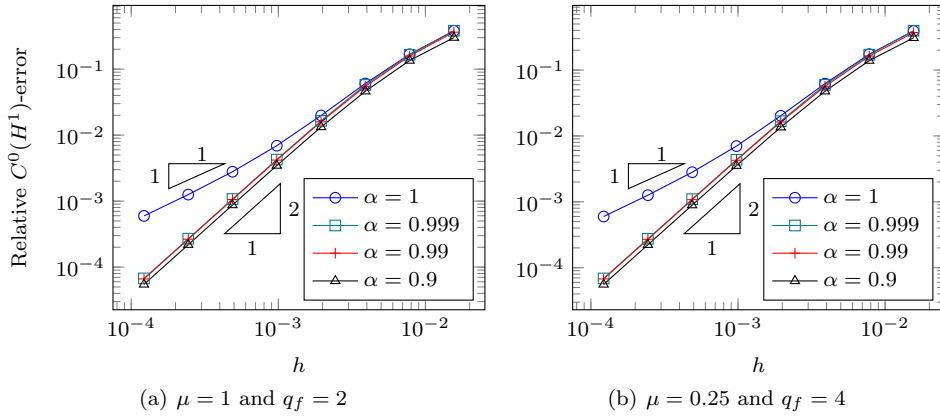 Relative C⁰(H¹)-error
10⁻¹
10⁻²
10⁻³
10⁻⁴
1
1
2
1
α = 1
α = 0.999
α = 0.99
α = 0.9
10⁻⁴ 10⁻³ 10⁻²
h
(a) μ = 1 and q_f = 2
10⁻¹
10⁻²
10⁻³
10⁻⁴
1
1
2
1
α = 1
α = 0.999
α = 0.99
α = 0.9
10⁻⁴ 10⁻³ 10⁻²
h
(b) μ = 0.25 and q_f = 4